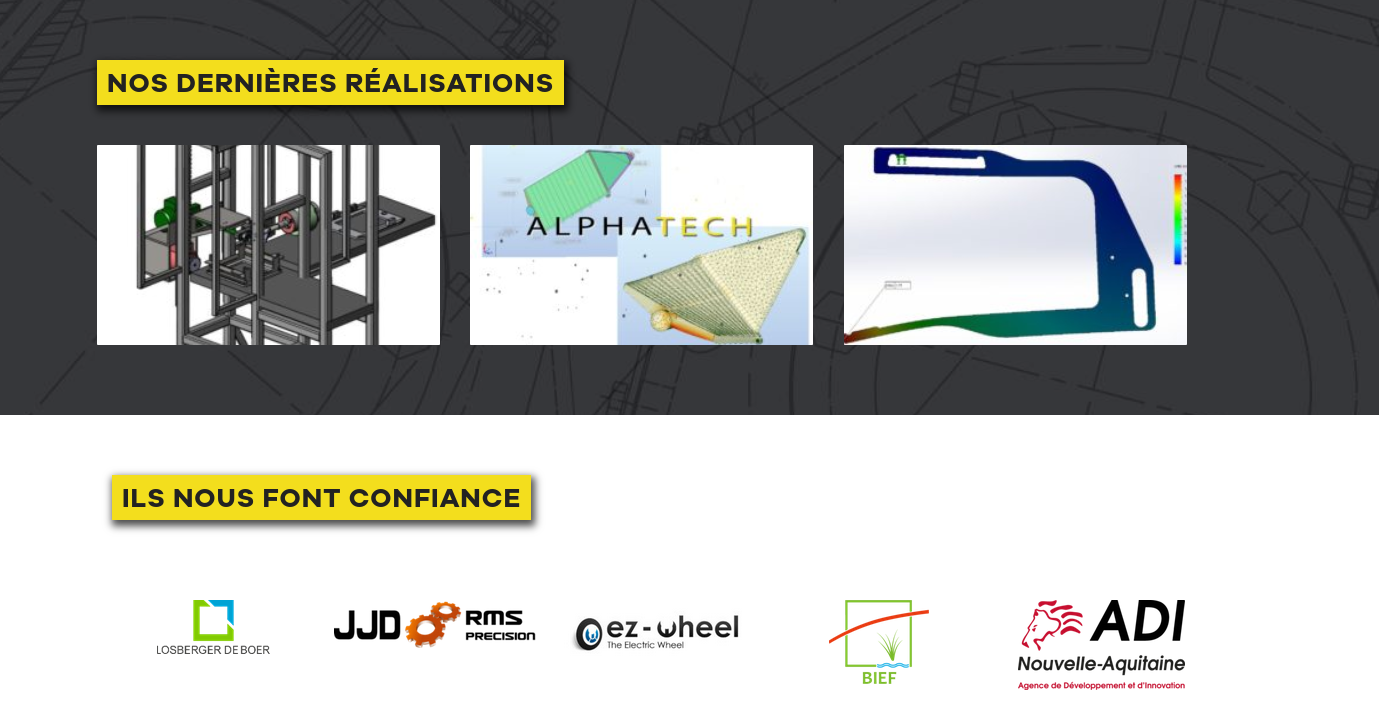 NOS DERNIÈRES RÉALISATIONS
ALPHATECH
ILS NOUS FONT CONFIANCE
LOSBERGER DE BOER
JJD RMS
PRECISION
ez-wheel
The Electric Wheel
BIEF
ADI
Nouvelle-Aquitaine
Agence de Développement et d'Innovation